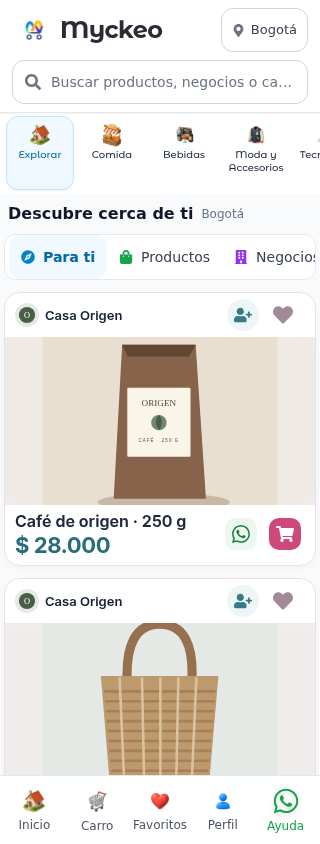 Myckeo
Bogotá
Buscar productos, negocios o ca...
Explorar
Comida
Bebidas
Moda y
Accesorios
Tecn
Descubre cerca de ti Bogotá
Para ti
Productos
Negocios
O Casa Origen
ORIGEN
CAFÉ · 250 G
Café de origen · 250 g
$ 28.000
O Casa Origen
Inicio
Carro
Favoritos
Perfil
Ayuda